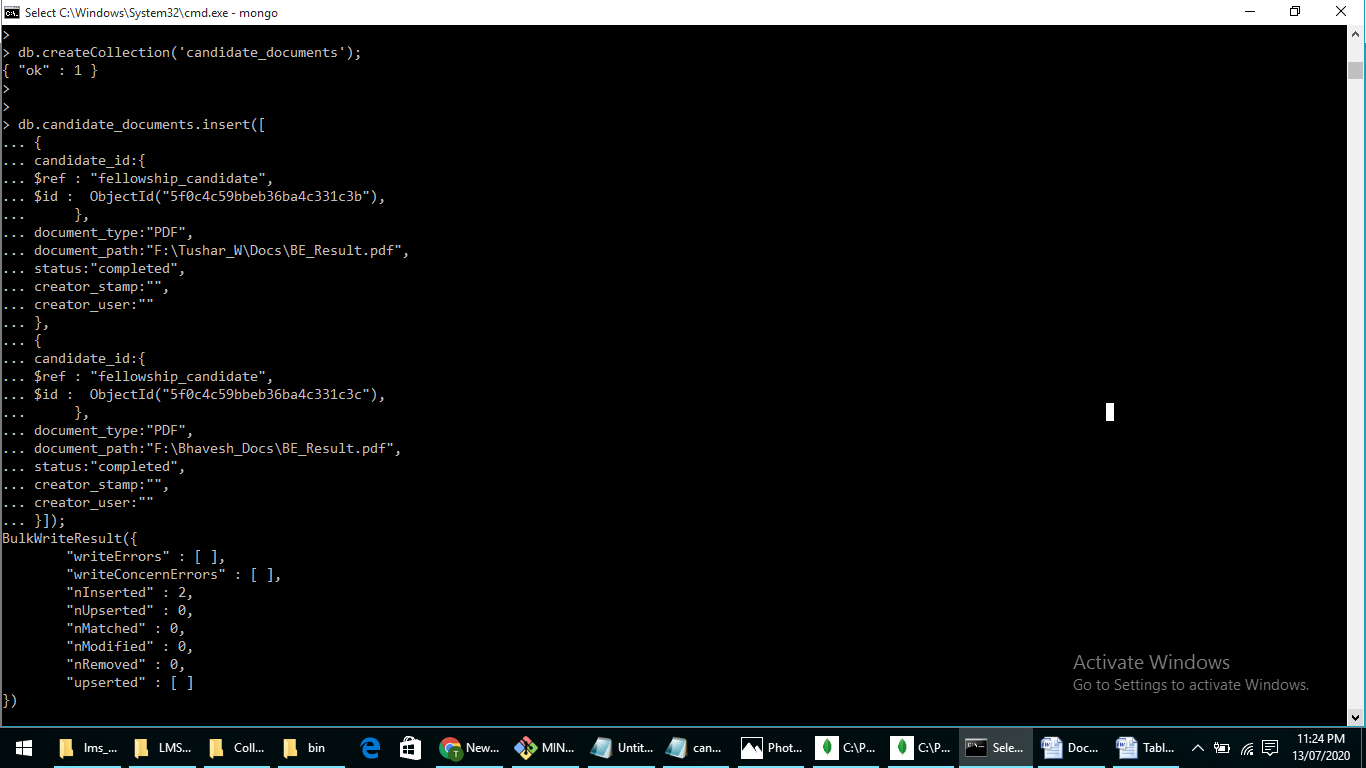 Select C:\Windows\System32\cmd.exe - mongo
>
> db.createCollection('candidate_documents');
{ "ok" : 1 }
>
>
> db.candidate_documents.insert([
... {
... candidate_id:{
... $ref : "fellowship_candidate",
... $id :  ObjectId("5f0c4c59bbeb36ba4c331c3b"),
...      },
... document_type:"PDF",
... document_path:"F:\Tushar_W\Docs\BE_Result.pdf",
... status:"completed",
... creator_stamp:"",
... creator_user:""
... },
... {
... candidate_id:{
... $ref : "fellowship_candidate",
... $id :  ObjectId("5f0c4c59bbeb36ba4c331c3c"),
...      },
... document_type:"PDF",
... document_path:"F:\Bhavesh_Docs\BE_Result.pdf",
... status:"completed",
... creator_stamp:"",
... creator_user:""
... }]);
BulkWriteResult({
        "writeErrors" : [ ],
        "writeConcernErrors" : [ ],
        "nInserted" : 2,
        "nUpserted" : 0,
        "nMatched" : 0,
        "nModified" : 0,
        "nRemoved" : 0,
        "upserted" : [ ]
})
Activate Windows
Go to Settings to activate Windows.
lms_... LMS... Coll... bin New... MIN... Untit... can... Phot... C:\P... C:\P... Sele... Doc... Tabl... 11:24 PM
13/07/2020